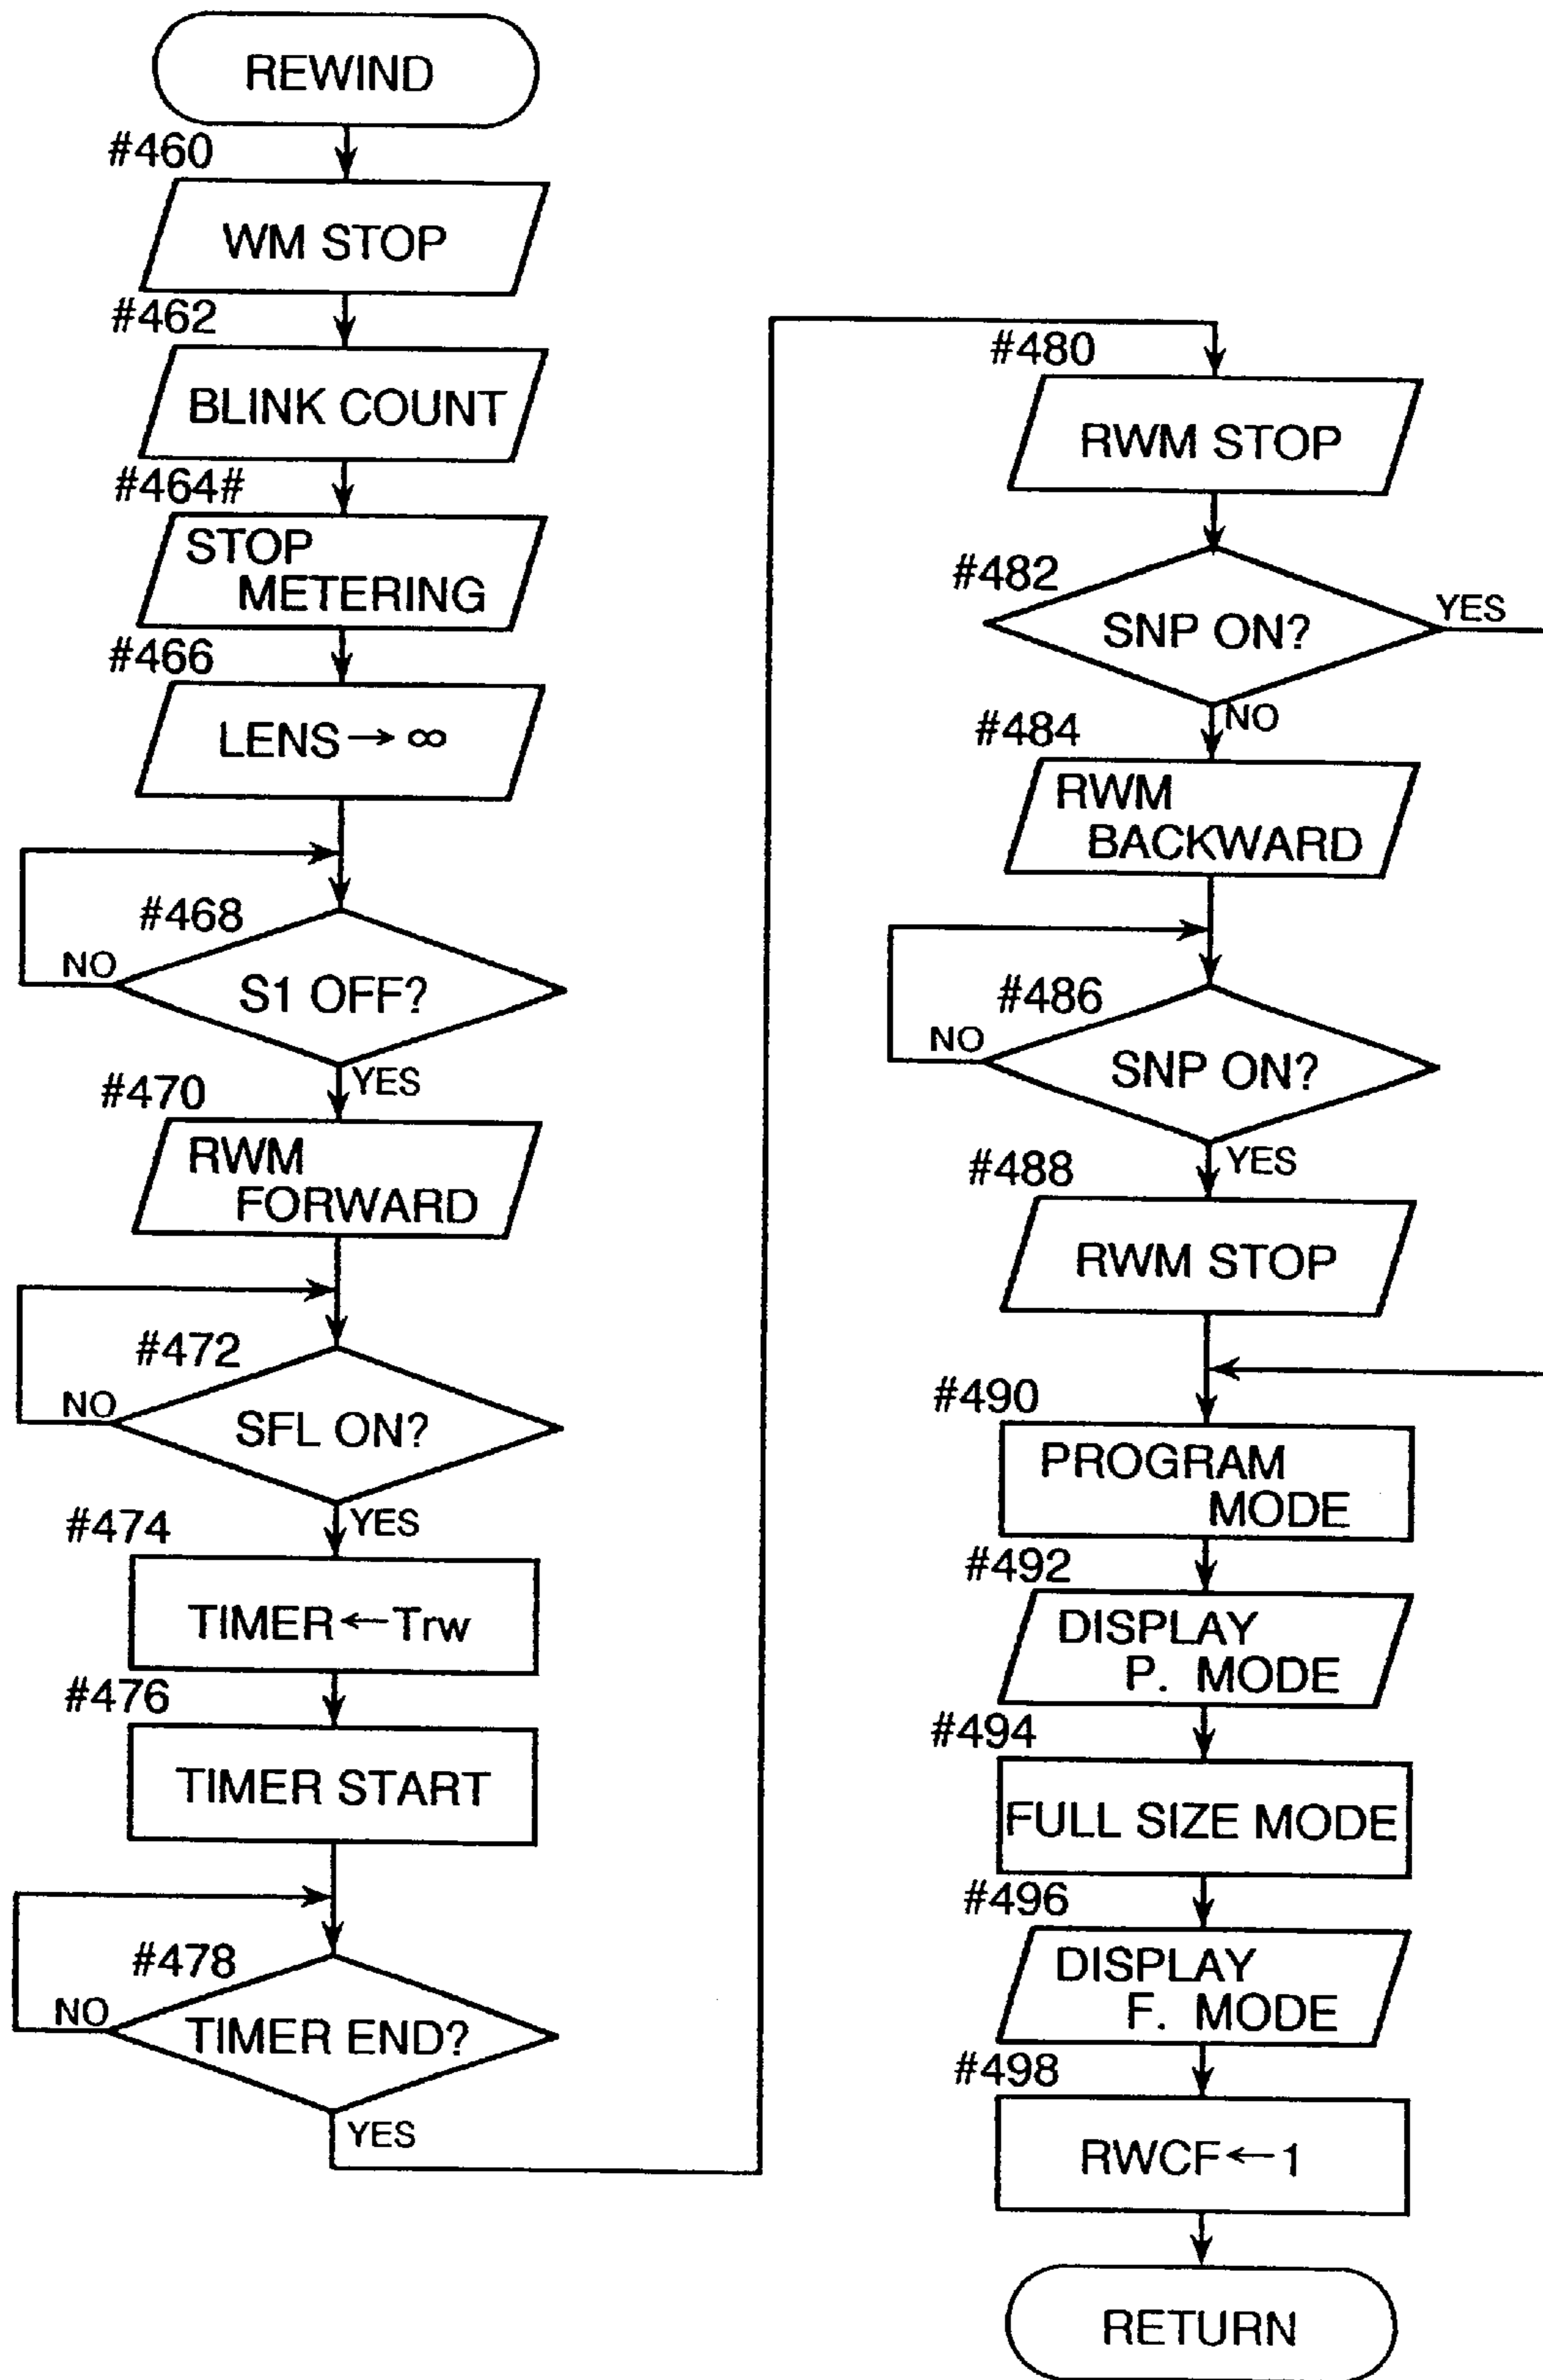 REWIND
#460
WM STOP
#462
BLINK COUNT
#464#
STOP
METERING
#466
LENS→∞
#468
NO
S1 OFF?
YES
#470
RWM
FORWARD
#472
NO
SFL ON?
YES
#474
TIMER←Trw
#476
TIMER START
#478
NO
TIMER END?
YES
#480
RWM STOP
#482
YES
SNP ON?
NO
#484
RWM
BACKWARD
#486
NO
SNP ON?
YES
#488
RWM STOP
#490
PROGRAM
MODE
#492
DISPLAY
P. MODE
#494
FULL SIZE MODE
#496
DISPLAY
F. MODE
#498
RWCF←1
RETURN